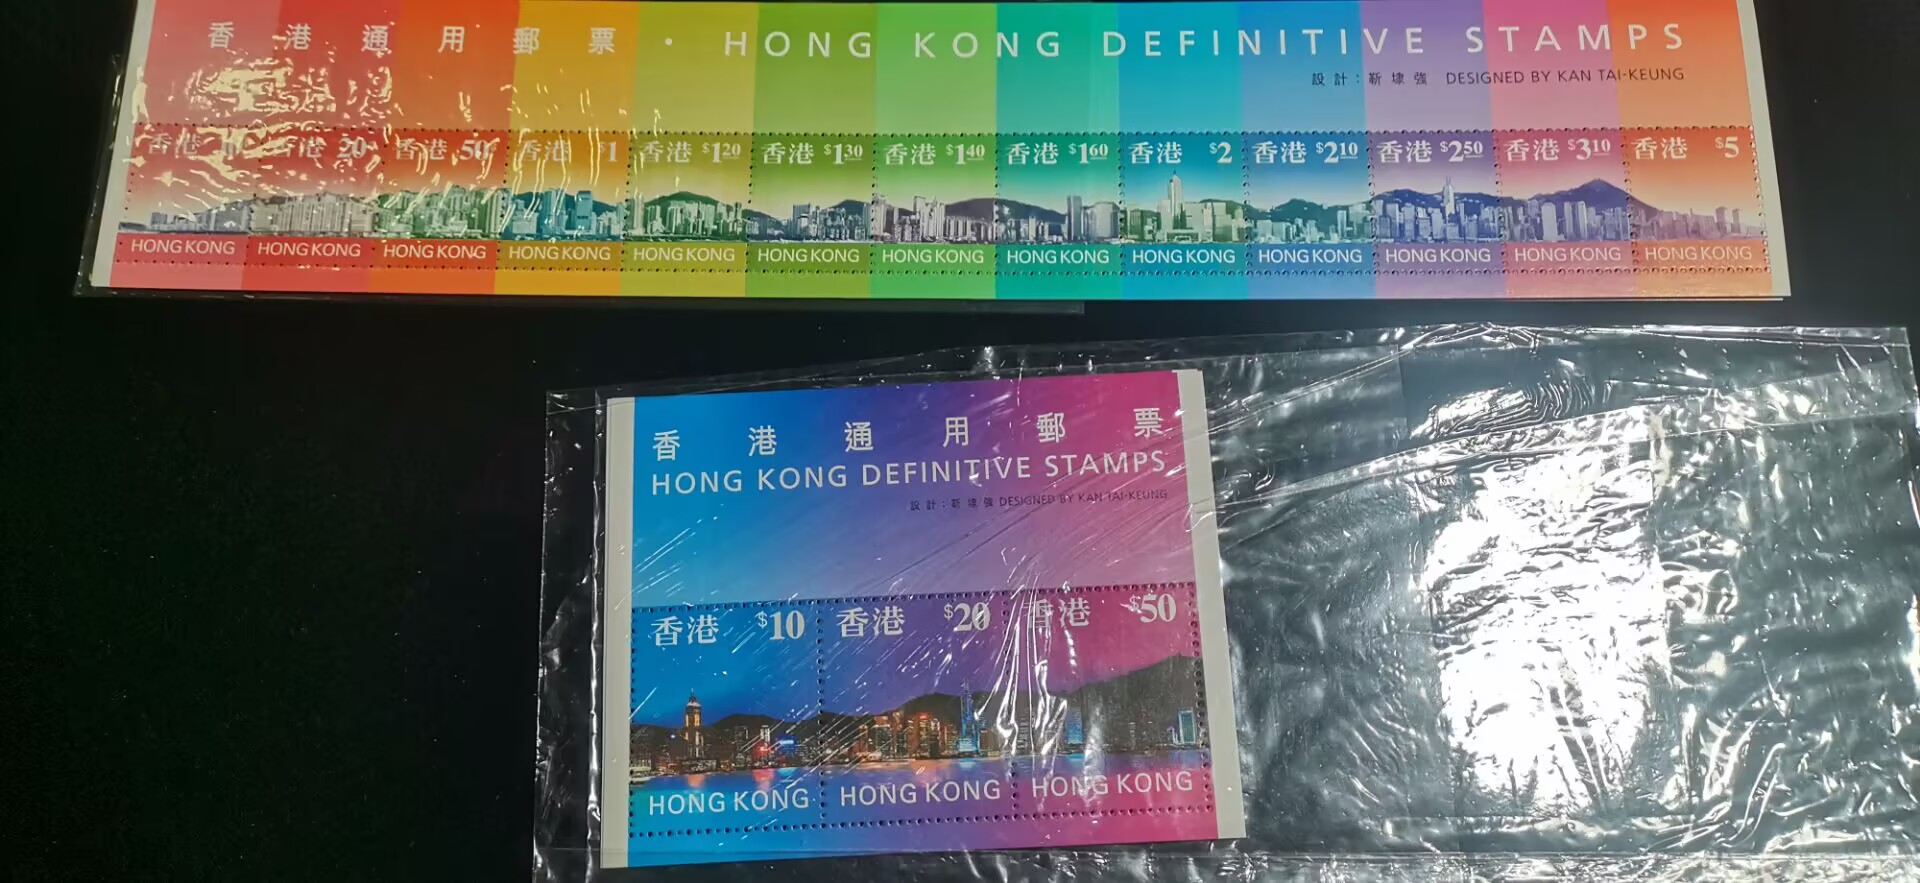 香港通用郵票 · HONG KONG DEFINITIVE STAMPS
設計：靳埭強 DESIGNED BY KAN TAI-KEUNG
香港 香港 20 香港 50 香港 $1 香港 $1.20 香港 $1.30 香港 $1.40 香港 $1.60 香港 $2 香港 $2.10 香港 $2.50 香港 $3.10 香港 $5
HONG KONG HONG KONG HONG KONG HONG KONG HONG KONG HONG KONG HONG KONG HONG KONG HONG KONG HONG KONG HONG KONG HONG KONG HONG KONG
香港通用郵票
HONG KONG DEFINITIVE STAMPS
設計：靳埭強 DESIGNED BY KAN TAI-KEUNG
香港 $10 香港 $20 香港 $50
HONG KONG HONG KONG HONG KONG